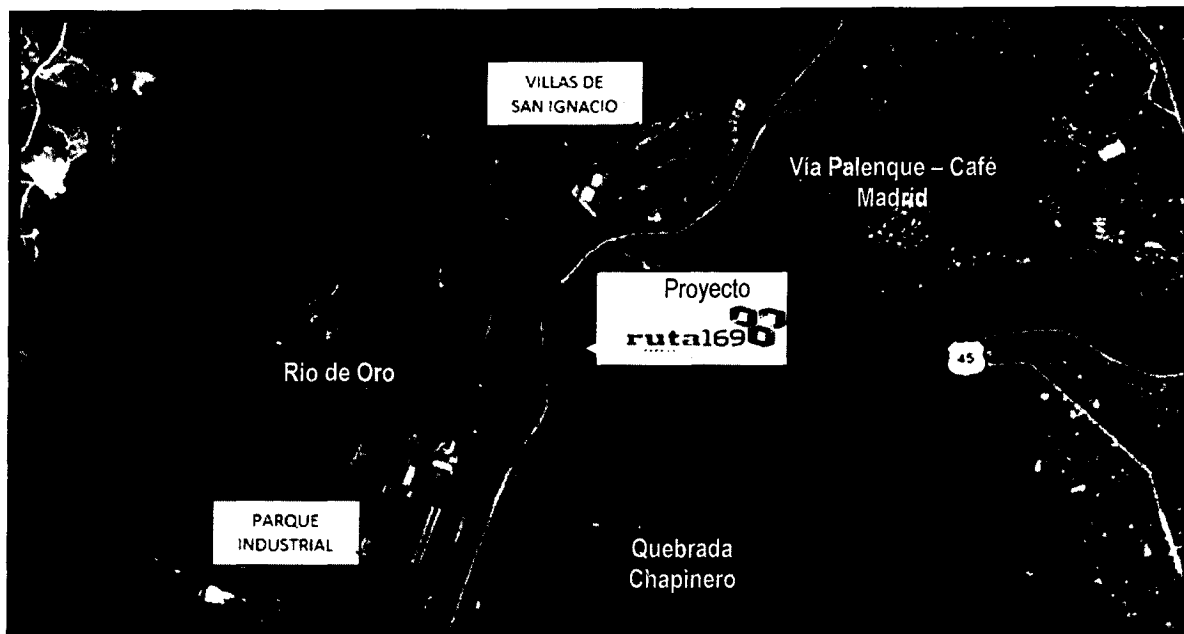 VILLAS DE
SAN IGNACIO
Vía Palenque – Café
Madrid
Proyecto
ruta169
45
Rio de Oro
PARQUE
INDUSTRIAL
Quebrada
Chapinero